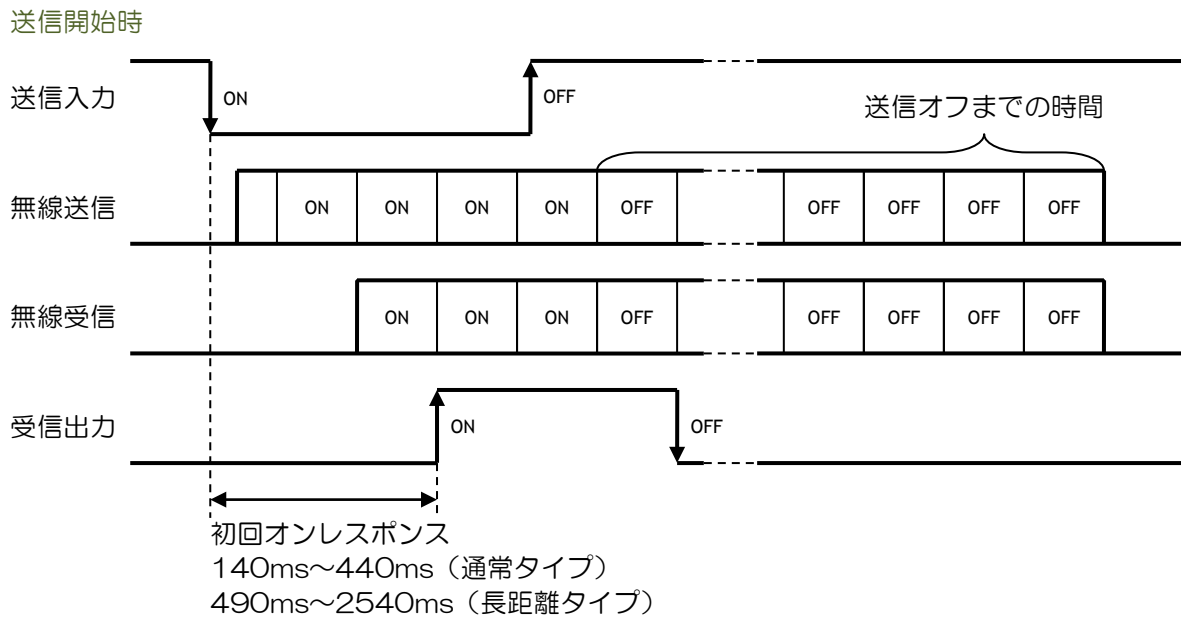 送信開始時
送信入力 ON OFF
送信オフまでの時間
無線送信 ON ON ON ON OFF OFF OFF OFF OFF
無線受信 ON ON ON OFF OFF OFF OFF OFF
受信出力 ON OFF
初回オンレスポンス
140ms～440ms（通常タイプ）
490ms～2540ms（長距離タイプ）